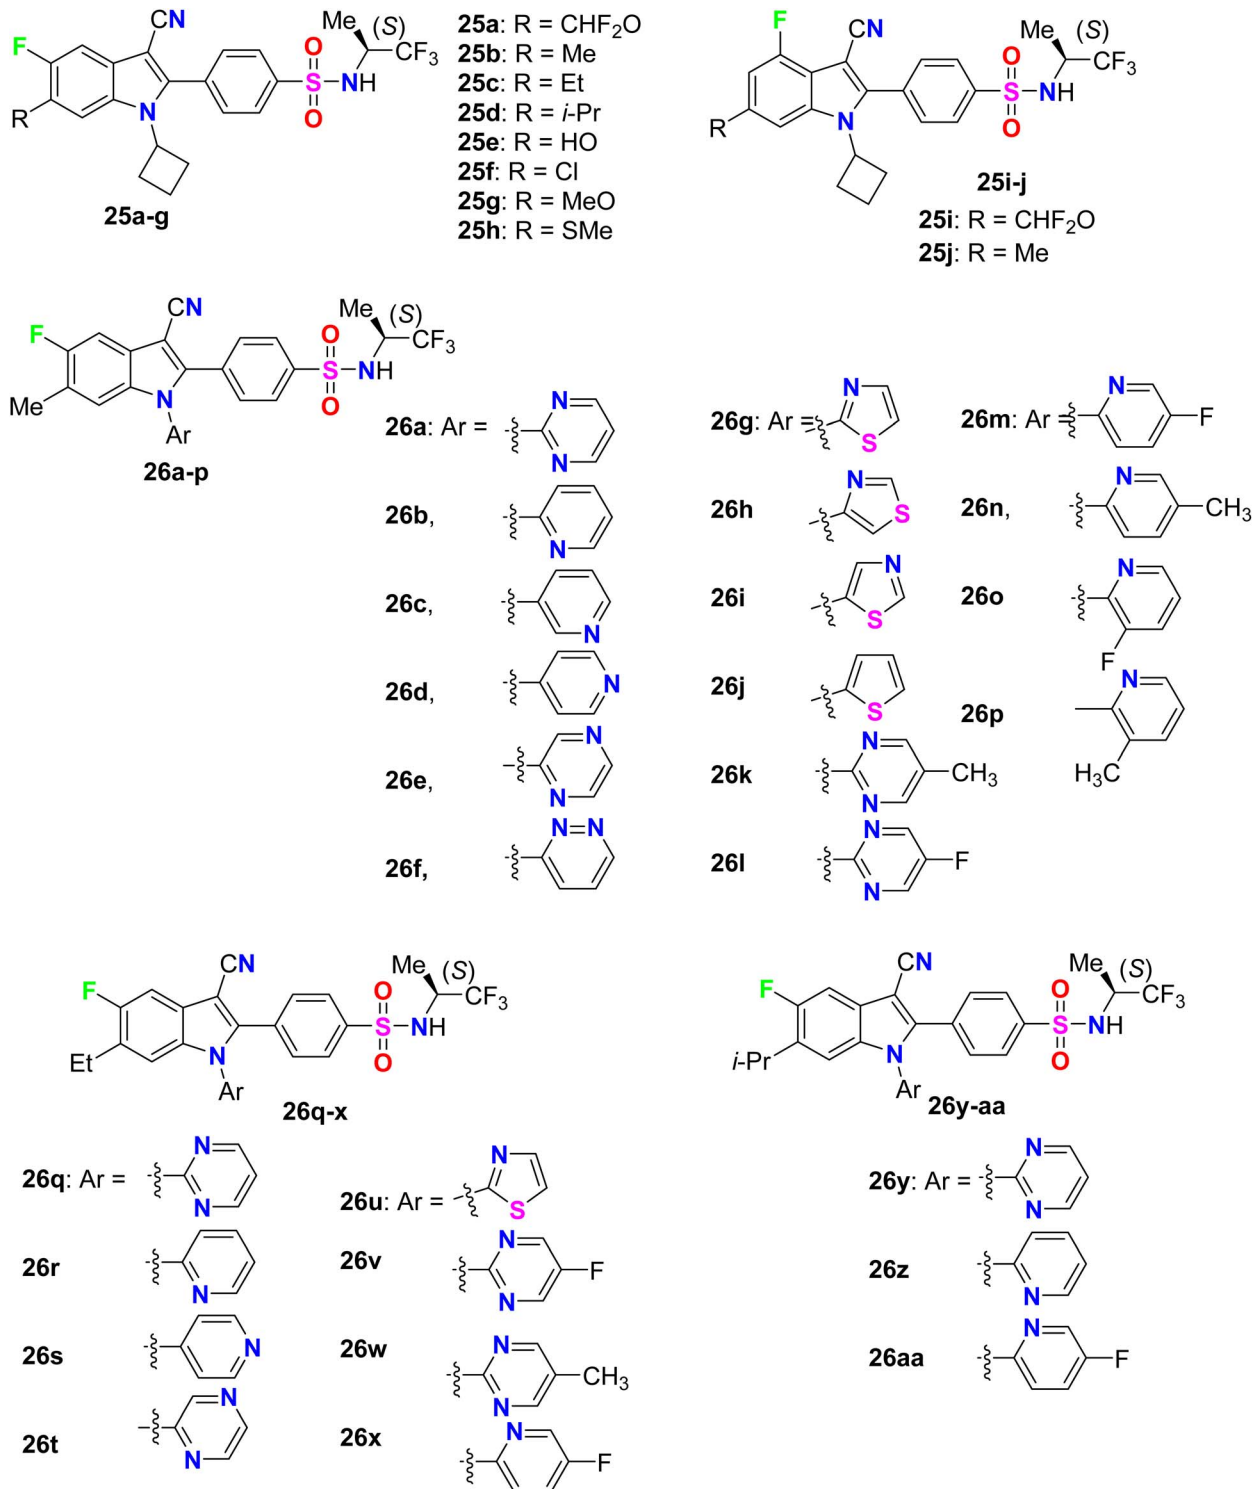 F
CN
R
N
O
S
O
NH
Me
(S)
CF3
25a-g
25a: R = CHF2O
25b: R = Me
25c: R = Et
25d: R = i-Pr
25e: R = HO
25f: R = Cl
25g: R = MeO
25h: R = SMe
F
CN
R
N
O
S
O
NH
Me
(S)
CF3
25i-j
25i: R = CHF2O
25j: R = Me
F
CN
Me
N
Ar
O
S
O
NH
Me
(S)
CF3
26a-p
26a: Ar =
N
N
26b,
N
26c,
N
26d,
N
26e,
N
N
26f,
N=N
26g: Ar =
N
S
26h
N
S
26i
N
S
26j
S
26k
N
N
CH3
26l
N
N
F
26m: Ar =
N
F
26n,
N
CH3
26o
N
F
26p
N
H3C
F
CN
Et
N
Ar
O
S
O
NH
Me
(S)
CF3
26q-x
26q: Ar =
N
N
26r
N
26s
N
26t
N
N
26u: Ar =
N
S
26v
N
N
F
26w
N
N
CH3
26x
N
F
F
CN
i-Pr
N
Ar
O
S
O
NH
Me
(S)
CF3
26y-aa
26y: Ar =
N
N
26z
N
26aa
N
F